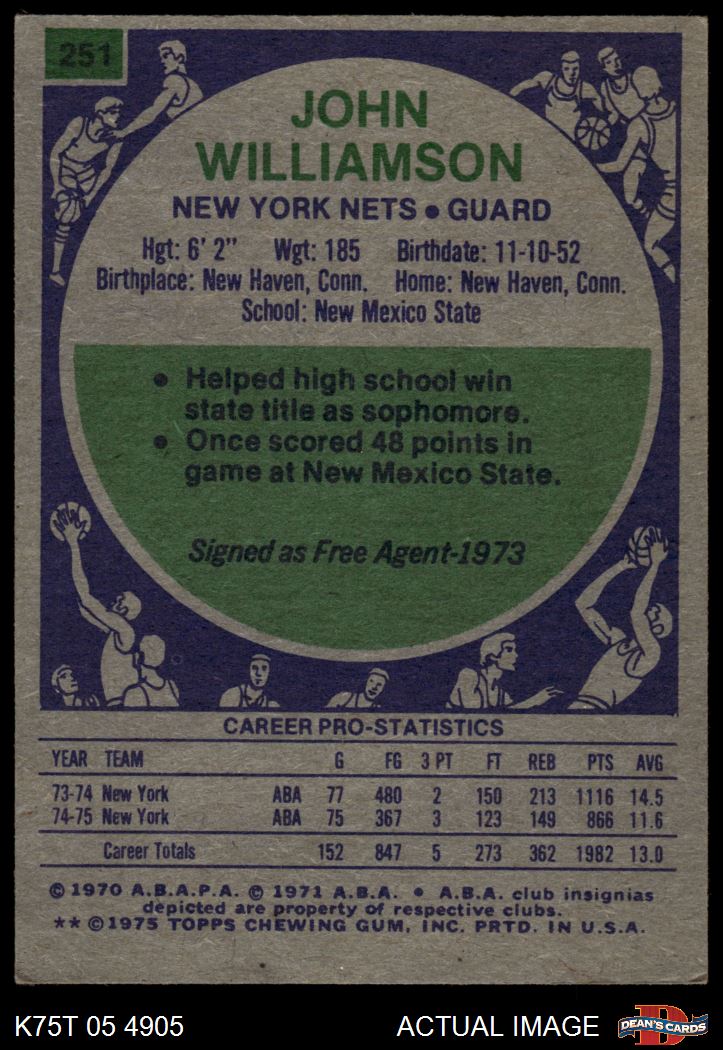 251
JOHN
WILLIAMSON
NEW YORK NETS • GUARD
Hgt: 6' 2" Wgt: 185 Birthdate: 11-10-52
Birthplace: New Haven, Conn. Home: New Haven, Conn.
School: New Mexico State
• Helped high school win
state title as sophomore.
• Once scored 48 points in
game at New Mexico State.
Signed as Free Agent-1973
CAREER PRO-STATISTICS
YEAR TEAM G FG 3 PT FT REB PTS AVG
73-74 New York ABA 77 480 2 150 213 1116 14.5
74-75 New York ABA 75 367 3 123 149 866 11.6
Career Totals 152 847 5 273 362 1982 13.0
© 1970 A.B.A.P.A. © 1971 A.B.A. • A.B.A. club insignias
depicted are property of respective clubs.
** © 1975 TOPPS CHEWING GUM, INC. PRTD. IN U.S.A.
K75T 05 4905 ACTUAL IMAGE D DEAN'S CARDS